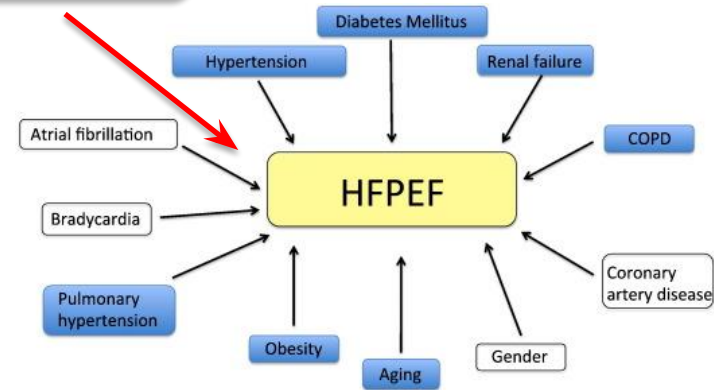 Diabetes Mellitus
Hypertension
Renal failure
Atrial fibrillation
COPD
HFPEF
Bradycardia
Coronary
artery disease
Pulmonary
hypertension
Obesity
Aging
Gender